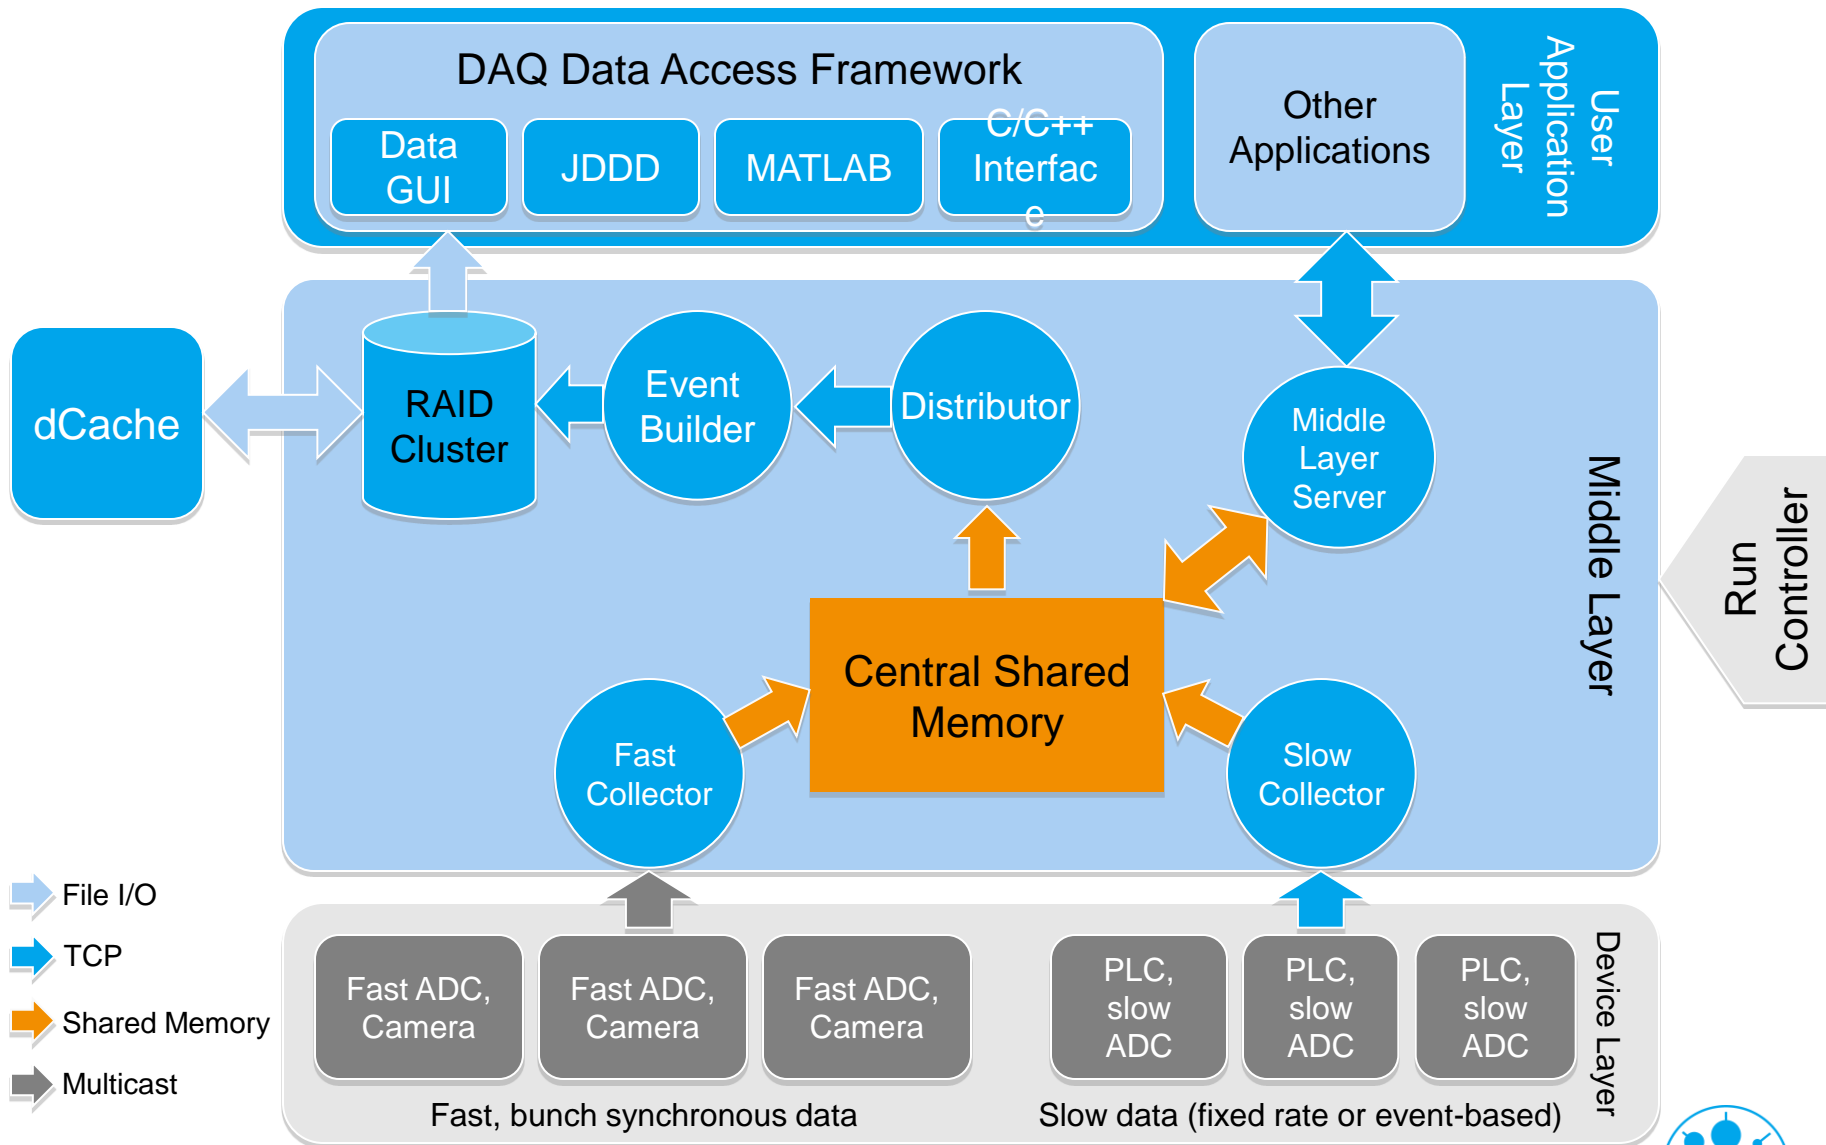 DAQ Data Access Framework
Data
GUI
JDDD
MATLAB
C/C++
Interfac
e
Other
Applications
User
Application
Layer
dCache
RAID
Cluster
Event
Builder
Distributor
Middle
Layer
Server
Middle Layer
Run
Controller
Central Shared
Memory
Fast
Collector
Slow
Collector
File I/O
TCP
Shared Memory
Multicast
Fast ADC,
Camera
Fast ADC,
Camera
Fast ADC,
Camera
PLC,
slow
ADC
PLC,
slow
ADC
PLC,
slow
ADC
Device Layer
Fast, bunch synchronous data
Slow data (fixed rate or event-based)